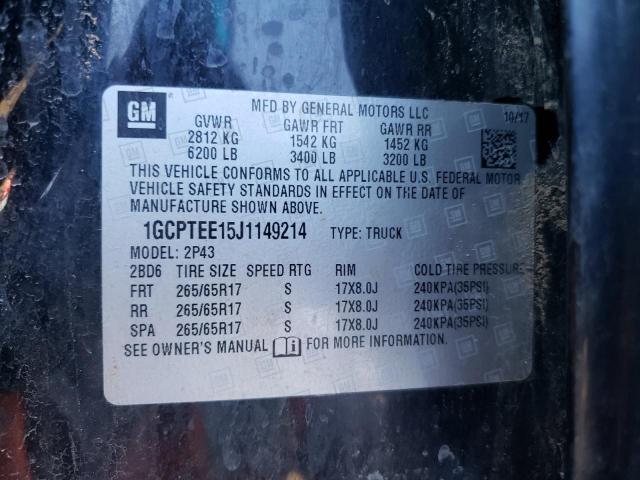 GM
MFD BY GENERAL MOTORS LLC 10/17
GVWR GAWR FRT GAWR RR
2812 KG 1542 KG 1452 KG
6200 LB 3400 LB 3200 LB
THIS VEHICLE CONFORMS TO ALL APPLICABLE U.S. FEDERAL MOTOR
VEHICLE SAFETY STANDARDS IN EFFECT ON THE DATE OF
MANUFACTURE SHOWN ABOVE.
1GCPTEE15J1149214 TYPE: TRUCK
MODEL: 2P43
2BD6 TIRE SIZE SPEED RTG RIM COLD TIRE PRESSURE
FRT 265/65R17 S 17X8.0J 240KPA(35PSI)
RR 265/65R17 S 17X8.0J 240KPA(35PSI)
SPA 265/65R17 S 17X8.0J 240KPA(35PSI)
SEE OWNER'S MANUAL FOR MORE INFORMATION.